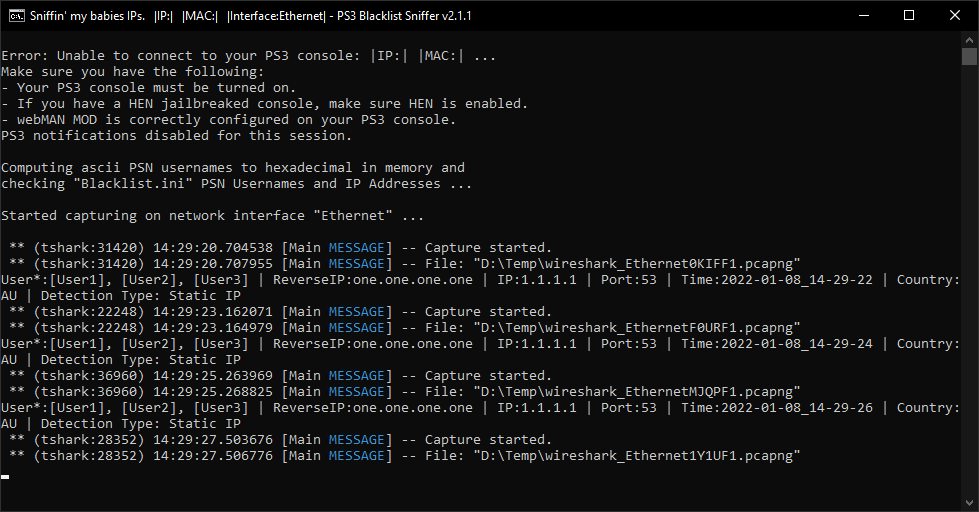 Sniffin' my babies IPs.   |IP:|   |MAC:|   |Interface:Ethernet| - PS3 Blacklist Sniffer v2.1.1
Error: Unable to connect to your PS3 console: |IP:| |MAC:| ...
Make sure you have the following:
- Your PS3 console must be turned on.
- If you have a HEN jailbreaked console, make sure HEN is enabled.
- webMAN MOD is correctly configured on your PS3 console.
PS3 notifications disabled for this session.
Computing ascii PSN usernames to hexadecimal in memory and
checking "Blacklist.ini" PSN Usernames and IP Addresses ...
Started capturing on network interface "Ethernet" ...
 ** (tshark:31420) 14:29:20.704538 [Main MESSAGE] -- Capture started.
 ** (tshark:31420) 14:29:20.707955 [Main MESSAGE] -- File: "D:\Temp\wireshark_Ethernet0KIFF1.pcapng"
User*:[User1], [User2], [User3] | ReverseIP:one.one.one.one | IP:1.1.1.1 | Port:53 | Time:2022-01-08_14-29-22 | Country:
AU | Detection Type: Static IP
 ** (tshark:22248) 14:29:23.162071 [Main MESSAGE] -- Capture started.
 ** (tshark:22248) 14:29:23.164979 [Main MESSAGE] -- File: "D:\Temp\wireshark_EthernetF0URF1.pcapng"
User*:[User1], [User2], [User3] | ReverseIP:one.one.one.one | IP:1.1.1.1 | Port:53 | Time:2022-01-08_14-29-24 | Country:
AU | Detection Type: Static IP
 ** (tshark:36960) 14:29:25.263969 [Main MESSAGE] -- Capture started.
 ** (tshark:36960) 14:29:25.268825 [Main MESSAGE] -- File: "D:\Temp\wireshark_EthernetMJQPF1.pcapng"
User*:[User1], [User2], [User3] | ReverseIP:one.one.one.one | IP:1.1.1.1 | Port:53 | Time:2022-01-08_14-29-26 | Country:
AU | Detection Type: Static IP
 ** (tshark:28352) 14:29:27.503676 [Main MESSAGE] -- Capture started.
 ** (tshark:28352) 14:29:27.506776 [Main MESSAGE] -- File: "D:\Temp\wireshark_Ethernet1Y1UF1.pcapng"